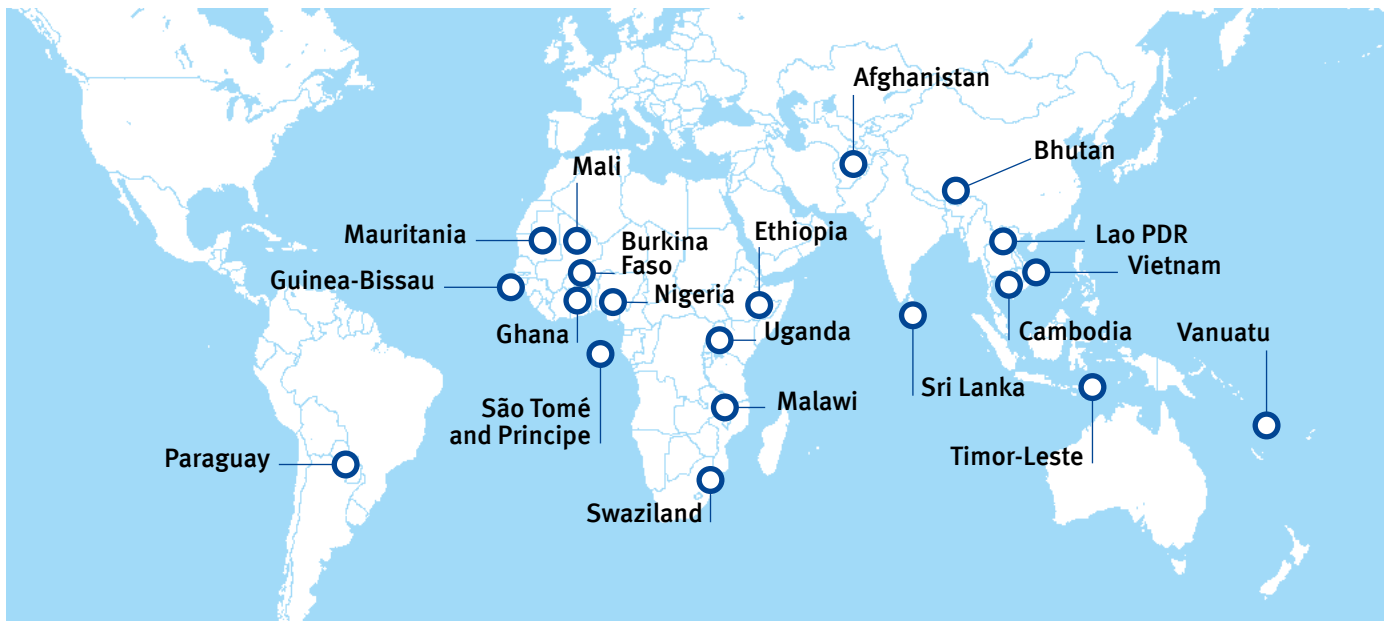 Afghanistan
Bhutan
Mali
Mauritania
Burkina
Faso
Ethiopia
Lao PDR
Vietnam
Guinea-Bissau
Nigeria
Ghana
Uganda
Cambodia
Vanuatu
Sri Lanka
São Tomé
and Principe
Malawi
Timor-Leste
Paraguay
Swaziland